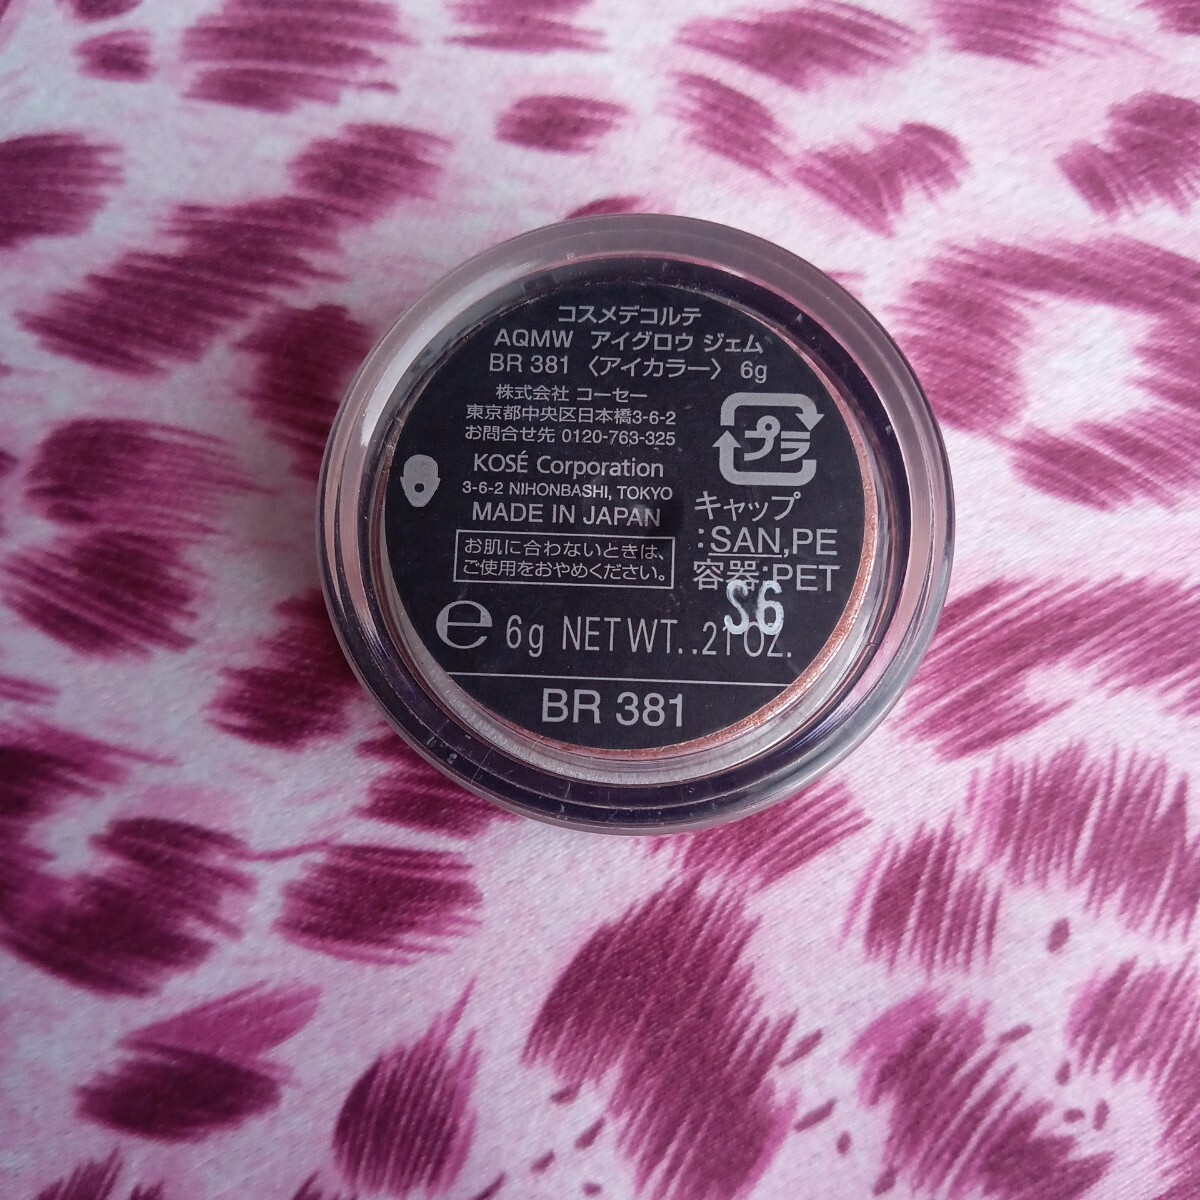 コスメデコルテ
AQMW アイグロウ ジェム
BR 381 〈アイカラー〉 6g
株式会社 コーセー
東京都中央区日本橋3-6-2
お問合せ先 0120-763-325
KOSÉ Corporation
3-6-2 NIHONBASHI, TOKYO
MADE IN JAPAN
お肌に合わないときは、
ご使用をおやめください。
プラ
キャップ
:SAN,PE
容器:PET
S6
e 6g NET WT. .21 OZ.
BR 381